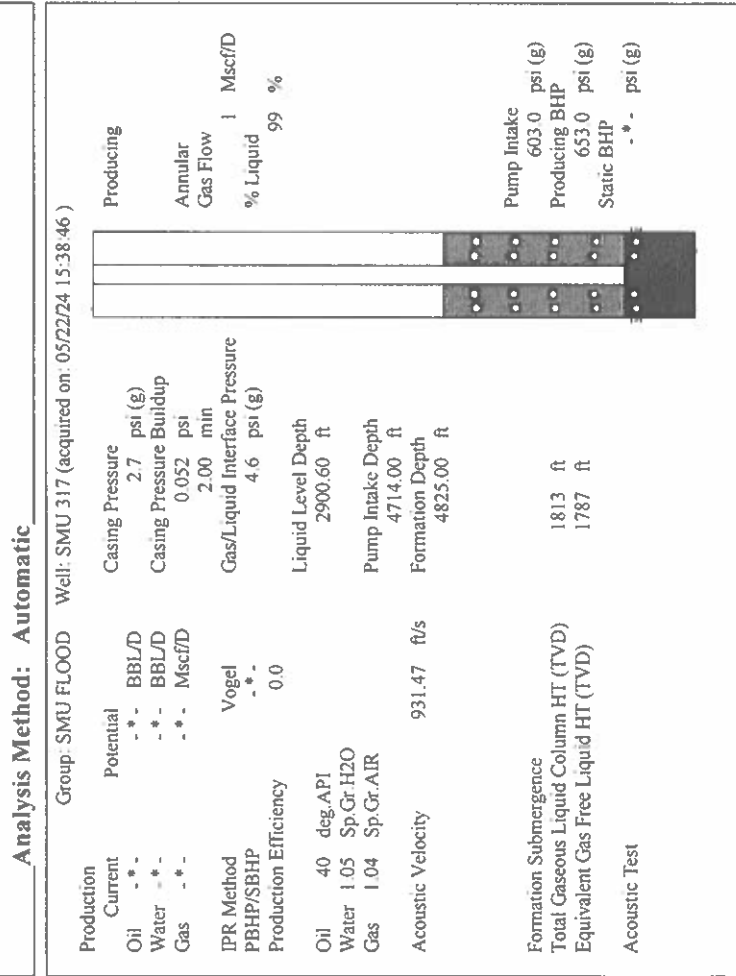 Analysis Method: Automatic
Group: SMU FLOOD Well: SMU 317 (acquired on: 05/22/24 15:38:46 )
Production
Current Potential
Oil - * - - * - BBL/D
Water - * - - * - BBL/D
Gas - * - - * - Mscf/D
IPR Method Vogel
PBHP/SBHP - * -
Production Efficiency 0.0
Oil 40 deg.API
Water 1.05 Sp.Gr.H2O
Gas 1.04 Sp.Gr.AIR
Acoustic Velocity 931.47 ft/s
Formation Submergence
Total Gaseous Liquid Column HT (TVD) 1813 ft
Equivalent Gas Free Liquid HT (TVD) 1787 ft
Acoustic Test
Casing Pressure
2.7 psi (g)
Casing Pressure Buildup
0.052 psi
2.00 min
Gas/Liquid Interface Pressure
4.6 psi (g)
Liquid Level Depth
2900.60 ft
Pump Intake Depth
4714.00 ft
Formation Depth
4825.00 ft
Producing
Annular
Gas Flow 1 Mscf/D
% Liquid
99 %
Pump Intake
603.0 psi (g)
Producing BHP
653.0 psi (g)
Static BHP
- * - psi (g)